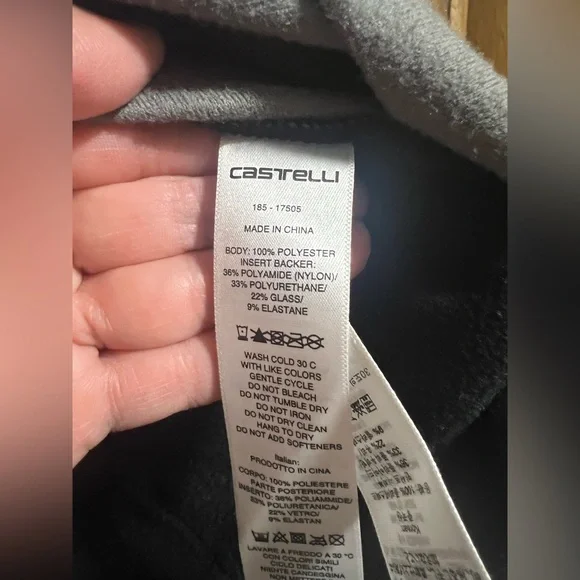 CASTELLI
185 - 17505
MADE IN CHINA
BODY: 100% POLYESTER
INSERT BACKER:
36% POLYAMIDE (NYLON)/
33% POLYURETHANE/
22% GLASS/
9% ELASTANE
WASH COLD 30 C
WITH LIKE COLORS
GENTLE CYCLE
DO NOT BLEACH
DO NOT TUMBLE DRY
DO NOT IRON
DO NOT DRY CLEAN
HANG TO DRY
DO NOT ADD SOFTENERS
Italian:
PRODOTTO IN CINA
CORPO: 100% POLIESTERE
PARTE POSTERIORE
INSERTO: 36% POLIAMMIDE/
33% PIURETANICA/
22% VETRO/
9% ELASTAN
LAVARE A FREDDO A 30 °C
CON COLORI SIMILI
CICLO DELICATI
NIENTE CANDEGGINA